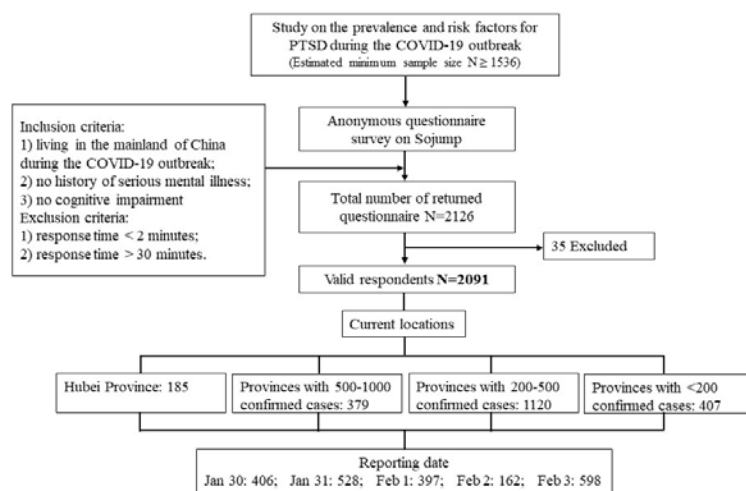 Study on the prevalence and risk factors for
PTSD during the COVID-19 outbreak
(Estimated minimum sample size N ≥ 1536)
Anonymous questionnaire
survey on Sojump
Inclusion criteria:
1) living in the mainland of China
during the COVID-19 outbreak;
2) no history of serious mental illness;
3) no cognitive impairment
Exclusion criteria:
1) response time < 2 minutes;
2) response time > 30 minutes.
Total number of returned
questionnaire N=2126
35 Excluded
Valid respondents N=2091
Current locations
Hubei Province: 185
Provinces with 500-1000
confirmed cases: 379
Provinces with 200-500
confirmed cases: 1120
Provinces with <200
confirmed cases: 407
Reporting date
Jan 30: 406; Jan 31: 528; Feb 1: 397; Feb 2: 162; Feb 3: 598